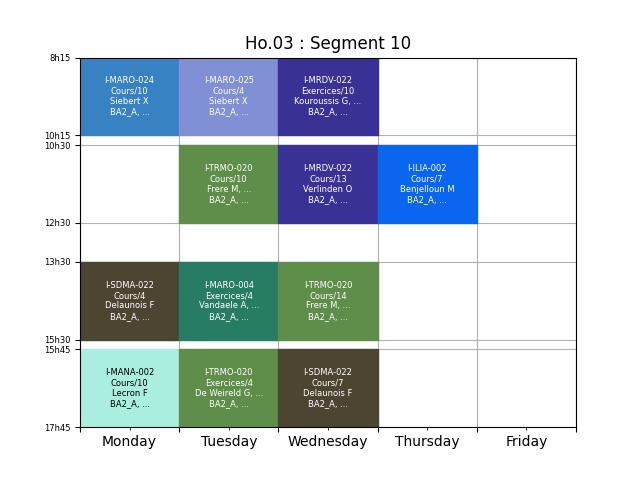 Ho.03 : Segment 10
8h15
I-MARO-024
Cours/10
Siebert X
BA2_A, ...
I-MARO-025
Cours/4
Siebert X
BA2_A, ...
I-MRDV-022
Exercices/10
Kouroussis G, ...
BA2_A, ...
10h15
10h30
I-TRMO-020
Cours/10
Frere M, ...
BA2_A, ...
I-MRDV-022
Cours/13
Verlinden O
BA2_A, ...
I-ILIA-002
Cours/7
Benjelloun M
BA2_A, ...
12h30
13h30
I-SDMA-022
Cours/4
Delaunois F
BA2_A, ...
I-MARO-004
Exercices/4
Vandaele A, ...
BA2_A, ...
I-TRMO-020
Cours/14
Frere M, ...
BA2_A, ...
15h30
15h45
I-MANA-002
Cours/10
Lecron F
BA2_A, ...
I-TRMO-020
Exercices/4
De Weireld G, ...
BA2_A, ...
I-SDMA-022
Cours/7
Delaunois F
BA2_A, ...
17h45
Monday
Tuesday
Wednesday
Thursday
Friday